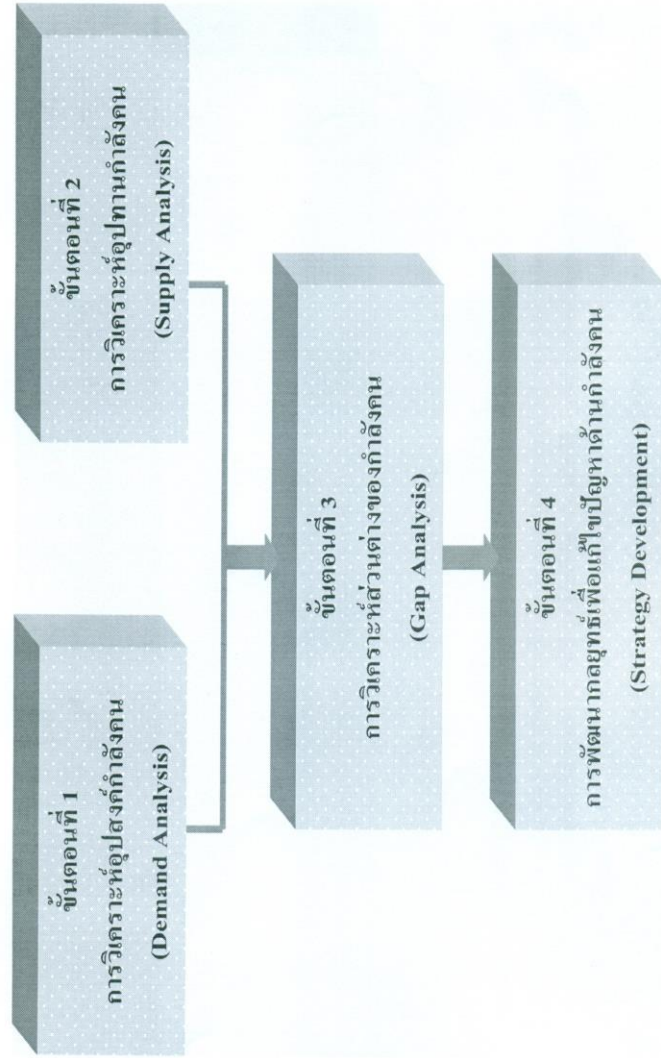 ขั้นตอนที่ 1
การวิเคราะห์อุปสงค์กำลังคน
(Demand Analysis)
ขั้นตอนที่ 2
การวิเคราะห์อุปทานกำลังคน
(Supply Analysis)
ขั้นตอนที่ 3
การวิเคราะห์ส่วนต่างของกำลังคน
(Gap Analysis)
ขั้นตอนที่ 4
การพัฒนากลยุทธ์เพื่อแก้ไขปัญหาด้านกำลังคน
(Strategy Development)